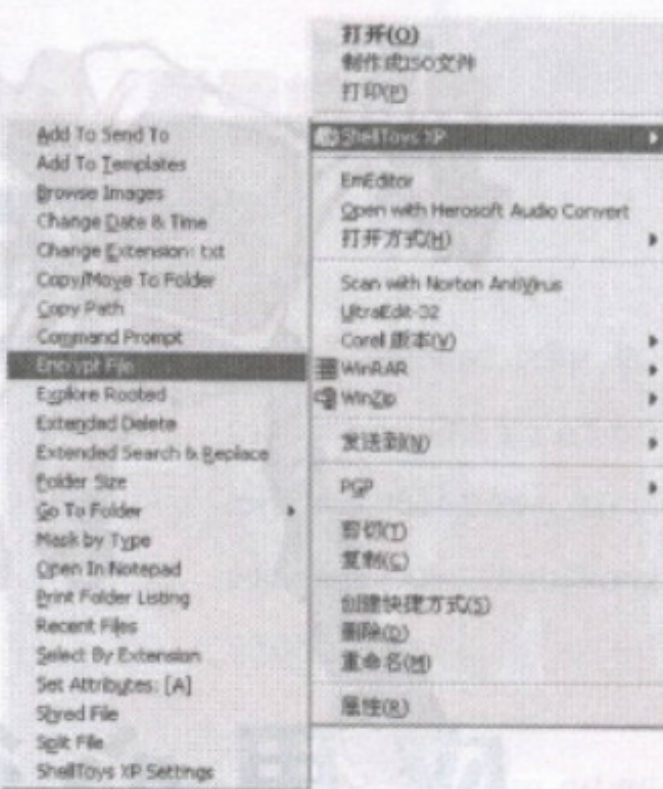 打开(O)
制作成ISO文件
打印(P)
ShellToys XP
EmEditor
Open with Herosoft Audio Convert
打开方式(H)
Scan with Norton AntiVirus
UltraEdit-32
Corel 版本(V)
WinRAR
WinZip
发送到(N)
PGP
剪切(T)
复制(C)
创建快捷方式(S)
删除(D)
重命名(M)
属性(R)
Add To Send To
Add To Templates
Browse Images
Change Date & Time
Change Extension: txt
Copy/Move To Folder
Copy Path
Command Prompt
Encrypt File
Explore Rooted
Extended Delete
Extended Search & Replace
Folder Size
Go To Folder
Mask by Type
Open In Notepad
Print Folder Listing
Recent Files
Select By Extension
Set Attributes: [A]
Shred File
Split File
ShellToys XP Settings